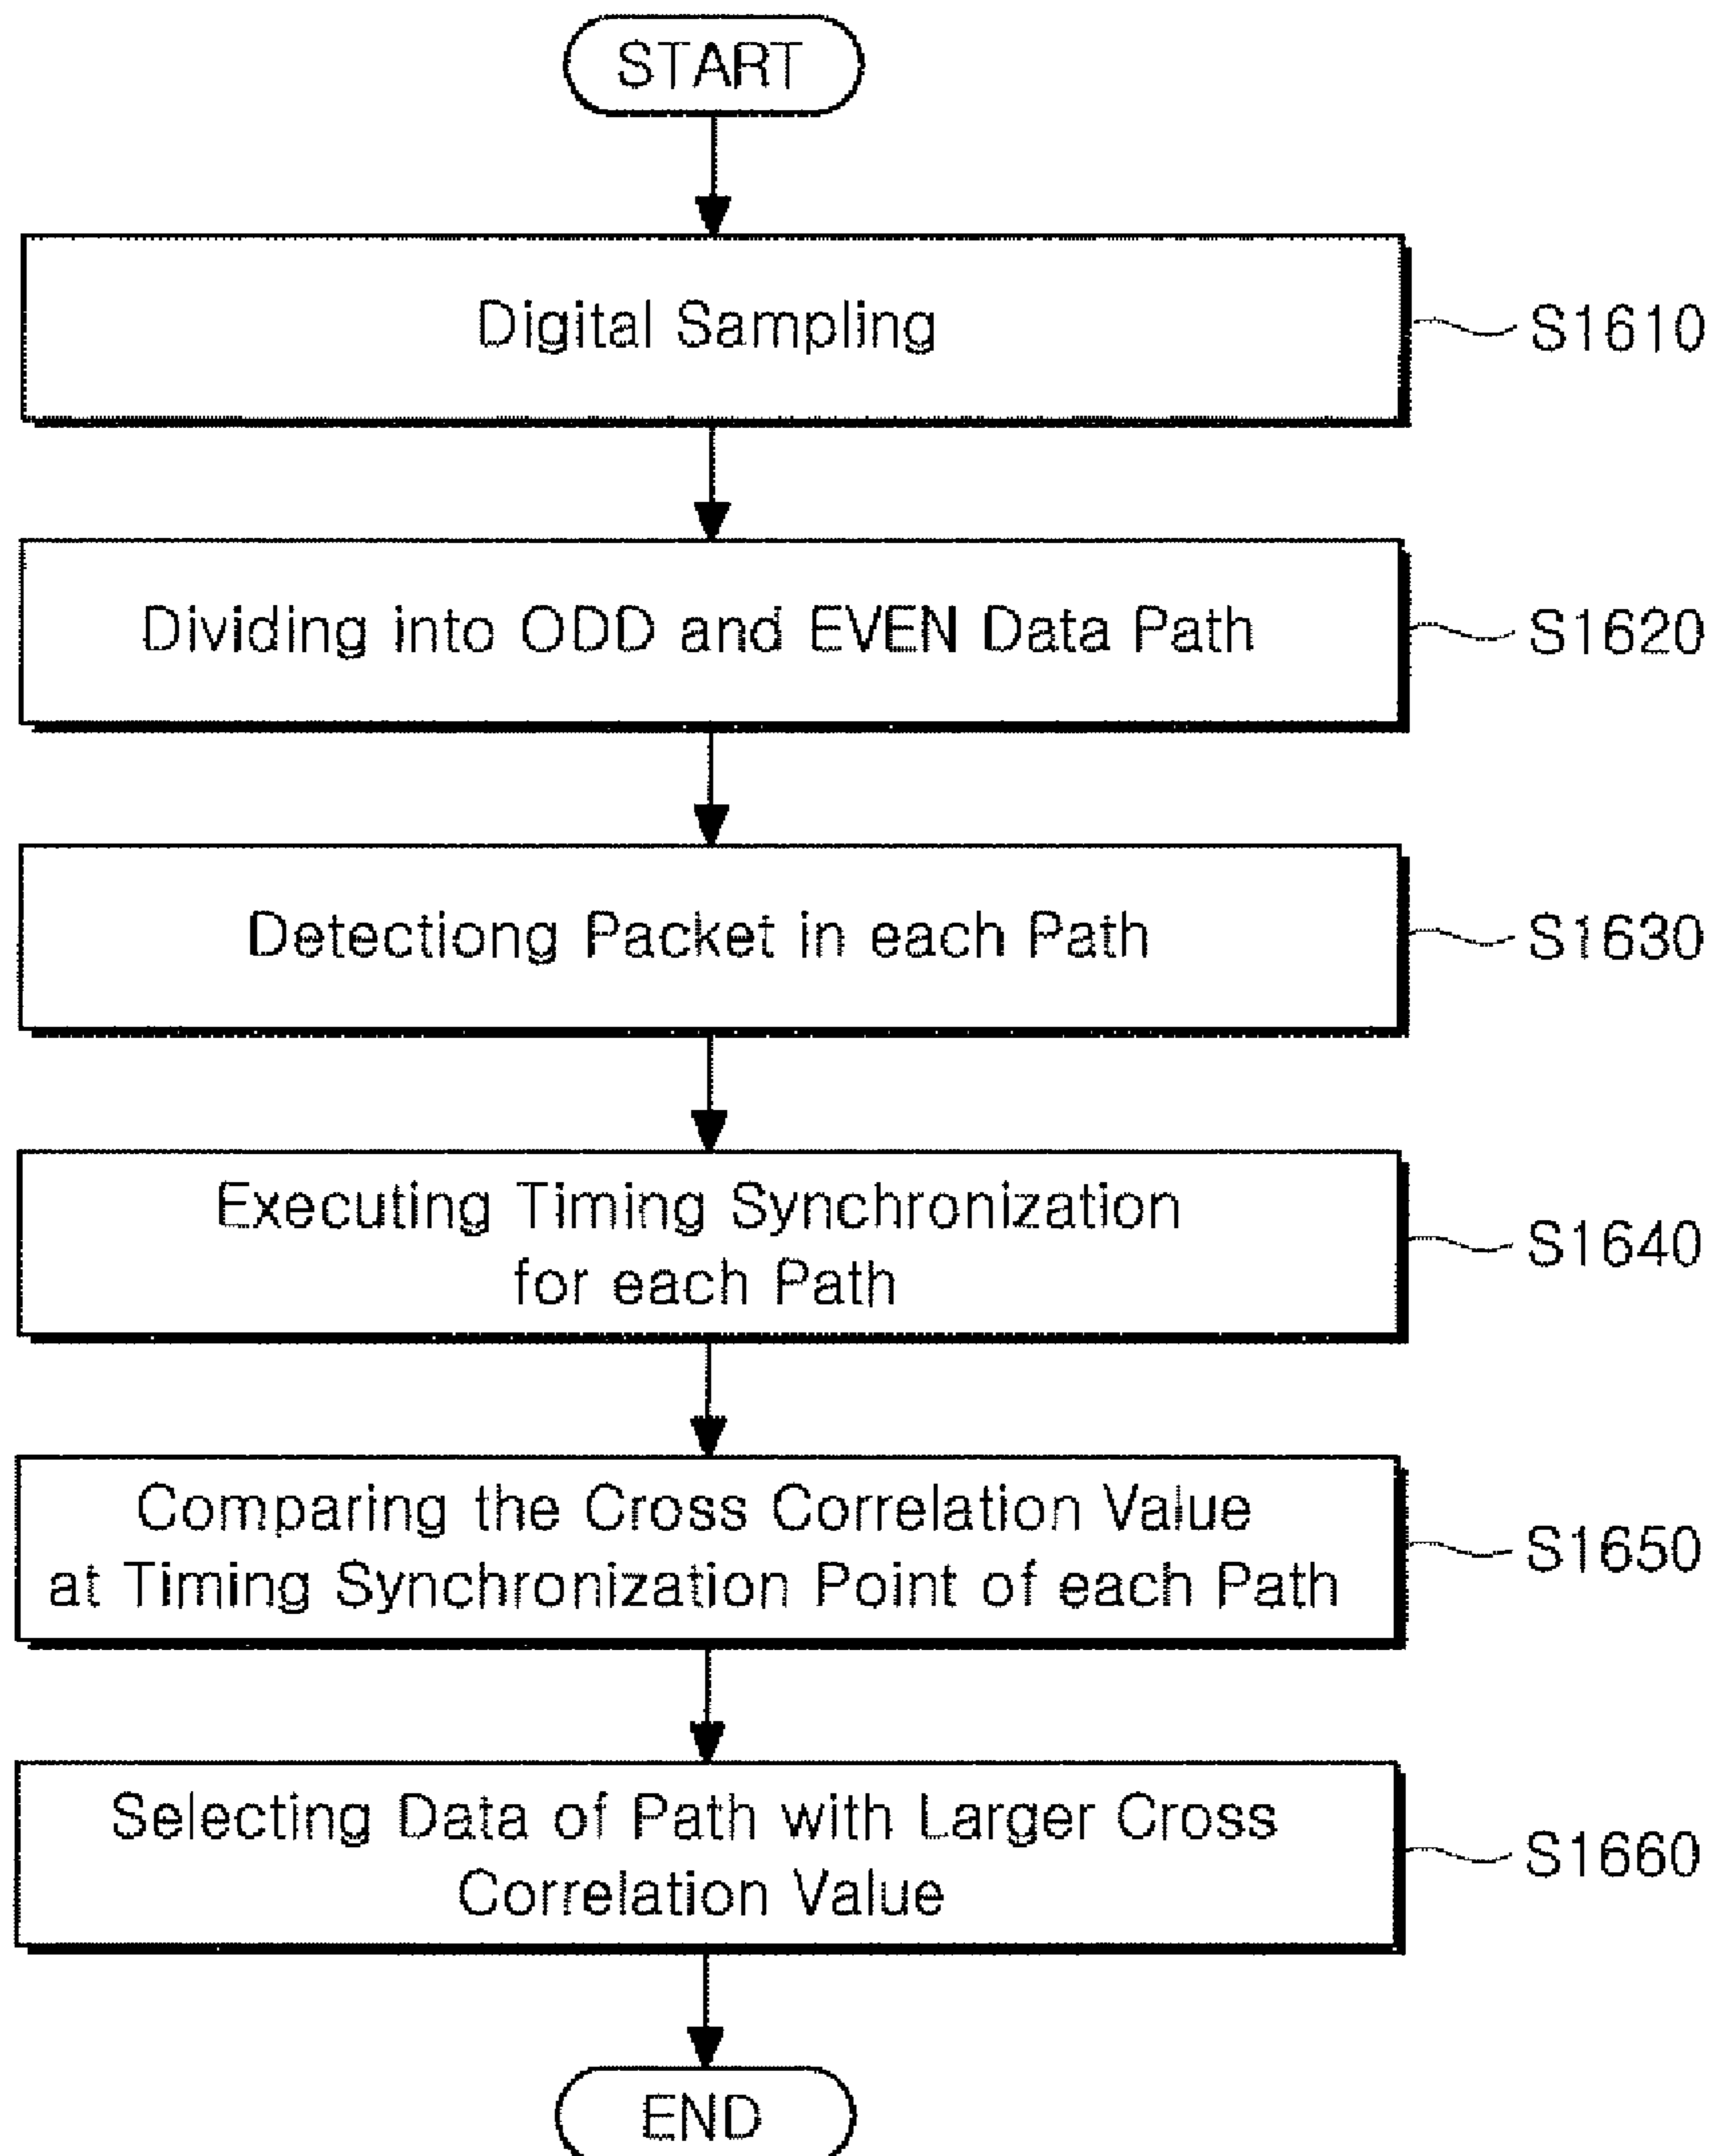 START
Digital Sampling
S1610
Dividing into ODD and EVEN Data Path
S1620
Detectiong Packet in each Path
S1630
Executing Timing Synchronization
for each Path
S1640
Comparing the Cross Correlation Value
at Timing Synchronization Point of each Path
S1650
Selecting Data of Path with Larger Cross
Correlation Value
S1660
END